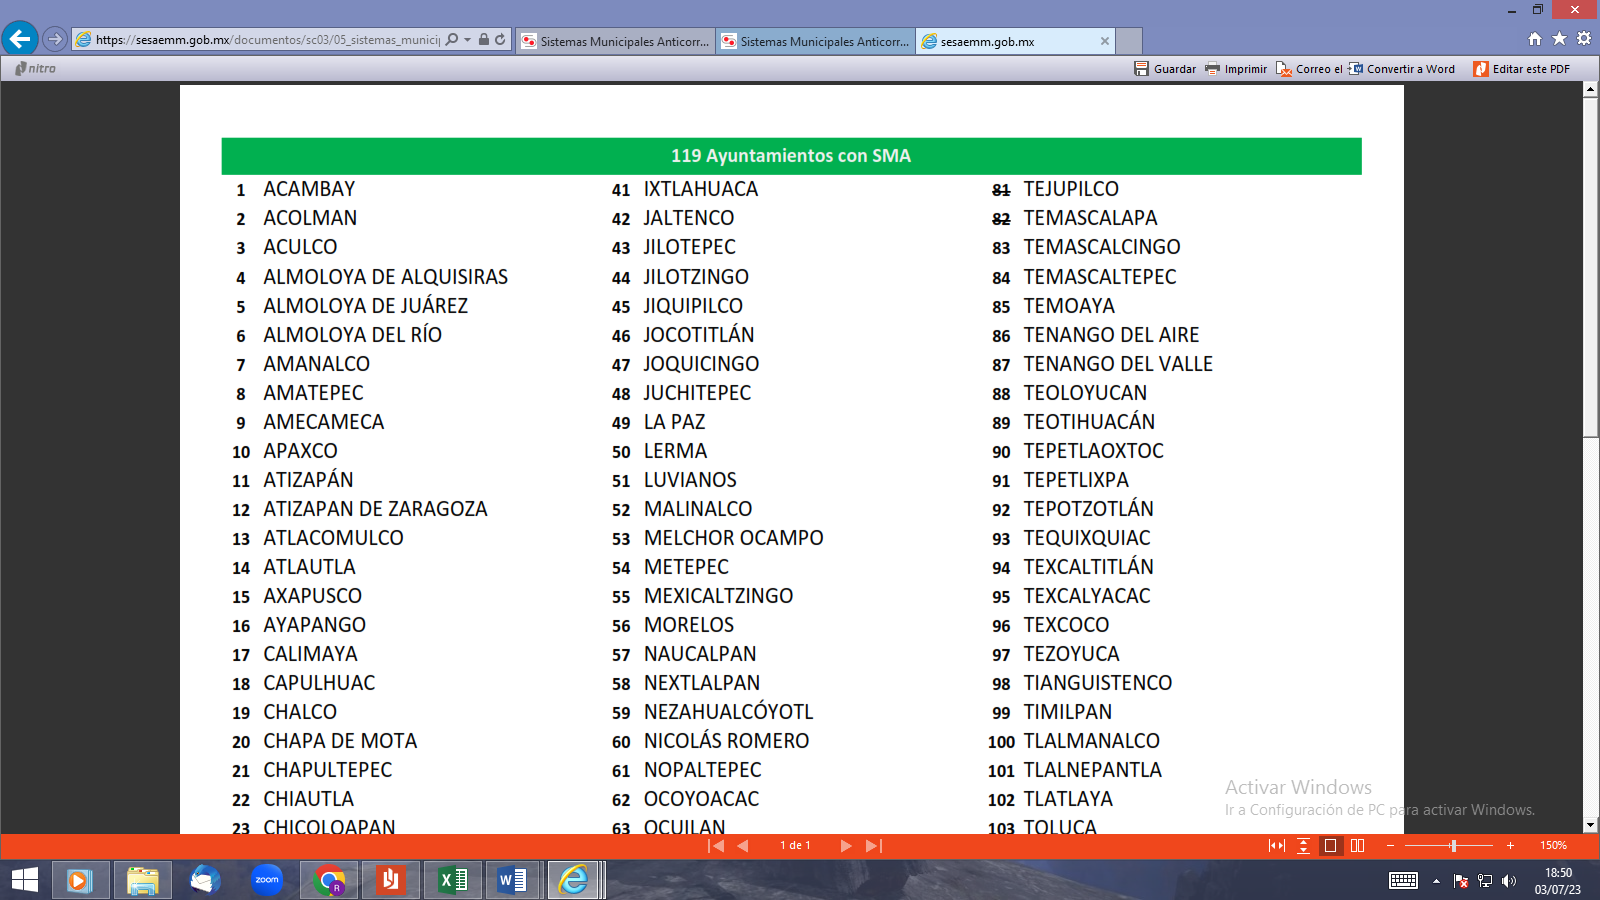 https://sesaemm.gob.mx/documentos/sc03/05_sistemas_munici
Sistemas Municipales Anticorr...
Sistemas Municipales Anticorr...
sesaemm.gob.mx
nitro
Guardar
Imprimir
Correo el
Convertir a Word
Editar este PDF
119 Ayuntamientos con SMA
1 ACAMBAY
2 ACOLMAN
3 ACULCO
4 ALMOLOYA DE ALQUISIRAS
5 ALMOLOYA DE JUÁREZ
6 ALMOLOYA DEL RÍO
7 AMANALCO
8 AMATEPEC
9 AMECAMECA
10 APAXCO
11 ATIZAPÁN
12 ATIZAPAN DE ZARAGOZA
13 ATLACOMULCO
14 ATLAUTLA
15 AXAPUSCO
16 AYAPANGO
17 CALIMAYA
18 CAPULHUAC
19 CHALCO
20 CHAPA DE MOTA
21 CHAPULTEPEC
22 CHIAUTLA
23 CHICOLOAPAN
41 IXTLAHUACA
42 JALTENCO
43 JILOTEPEC
44 JILOTZINGO
45 JIQUIPILCO
46 JOCOTITLÁN
47 JOQUICINGO
48 JUCHITEPEC
49 LA PAZ
50 LERMA
51 LUVIANOS
52 MALINALCO
53 MELCHOR OCAMPO
54 METEPEC
55 MEXICALTZINGO
56 MORELOS
57 NAUCALPAN
58 NEXTLALPAN
59 NEZAHUALCÓYOTL
60 NICOLÁS ROMERO
61 NOPALTEPEC
62 OCOYOACAC
63 OCUILAN
81 TEJUPILCO
82 TEMASCALAPA
83 TEMASCALCINGO
84 TEMASCALTEPEC
85 TEMOAYA
86 TENANGO DEL AIRE
87 TENANGO DEL VALLE
88 TEOLOYUCAN
89 TEOTIHUACÁN
90 TEPETLAOXTOC
91 TEPETLIXPA
92 TEPOTZOTLÁN
93 TEQUIXQUIAC
94 TEXCALTITLÁN
95 TEXCALYACAC
96 TEXCOCO
97 TEZOYUCA
98 TIANGUISTENCO
99 TIMILPAN
100 TLALMANALCO
101 TLALNEPANTLA
102 TLATLAYA
103 TOLUCA
Activar Windows
Ir a Configuración de PC para activar Windows.
1 de 1
150%
zoom
R
18:50
03/07/23